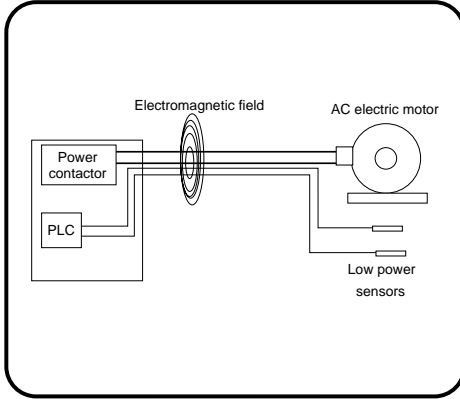 Electromagnetic field
AC electric motor
Power
contactor
PLC
Low power
sensors